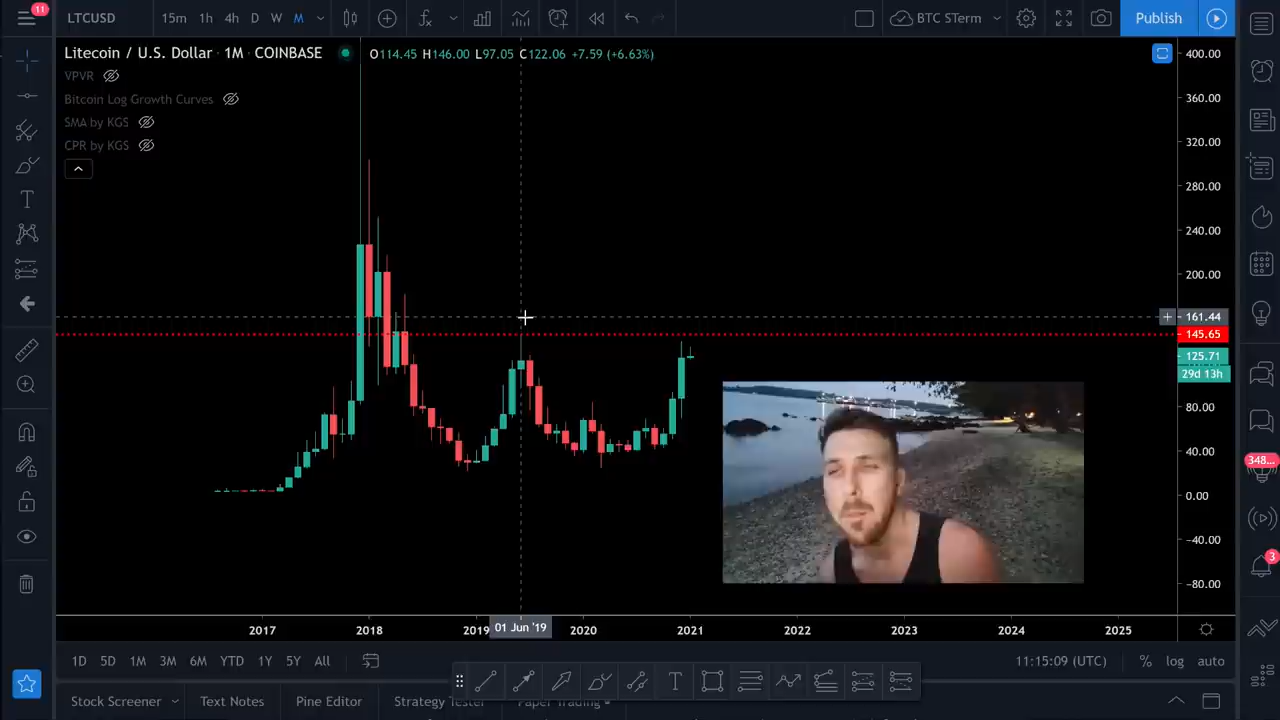 11
LTCUSD 15m 1h 4h D W M BTC STerm Publish
Litecoin / U.S. Dollar · 1M · COINBASE O114.45 H146.00 L97.05 C122.06 +7.59 (+6.63%)
VPVR
Bitcoin Log Growth Curves
SMA by KGS
CPR by KGS
400.00
360.00
320.00
280.00
240.00
200.00
161.44
145.65
125.71
29d 13h
80.00
40.00
0.00
−40.00
−80.00
348...
3
2017 2018 2019 01 Jun '19 2020 2021 2022 2023 2024 2025
1D 5D 1M 3M 6M YTD 1Y 5Y All 11:15:09 (UTC) % log auto
T
Stock Screener Text Notes Pine Editor Strategy Tester Paper Trading